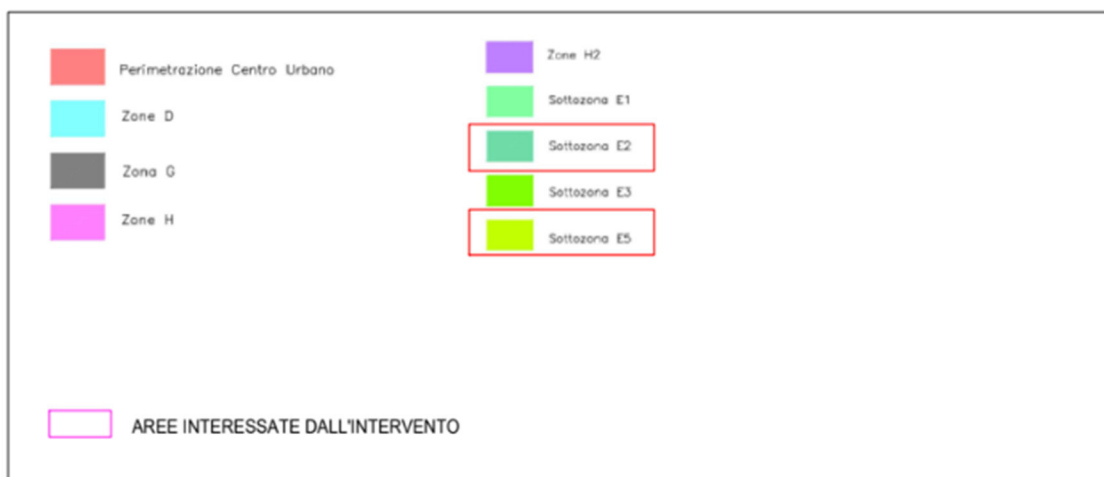 Perimetrazione Centro Urbano
Zone D
Zona G
Zone H
Zone H2
Sottozona E1
Sottozona E2
Sottozona E3
Sottozona E5
AREE INTERESSATE DALL'INTERVENTO